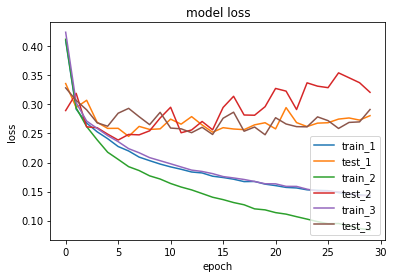 model loss
0.40
0.35
0.30
0.25
0.20
0.15
0.10
loss
0
5
10
15
20
25
30
epoch
train_1
test_1
train_2
test_2
train_3
test_3